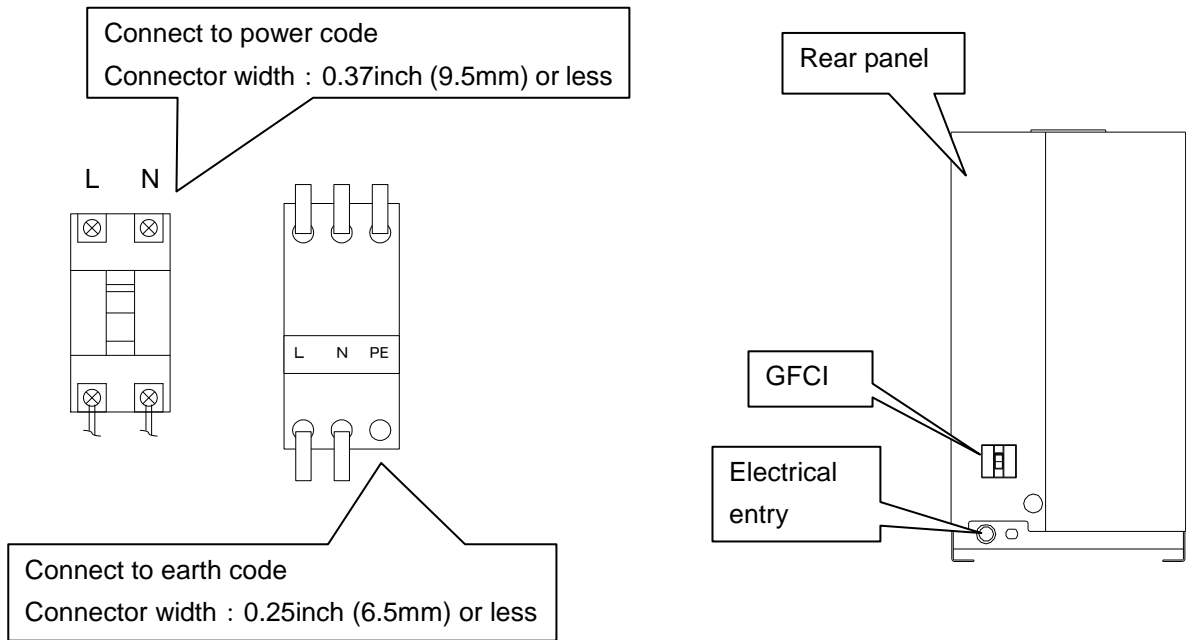 Connect to power code
Connector width : 0.37inch (9.5mm) or less
Rear panel
L N
L N PE
GFCI
Electrical
entry
Connect to earth code
Connector width : 0.25inch (6.5mm) or less